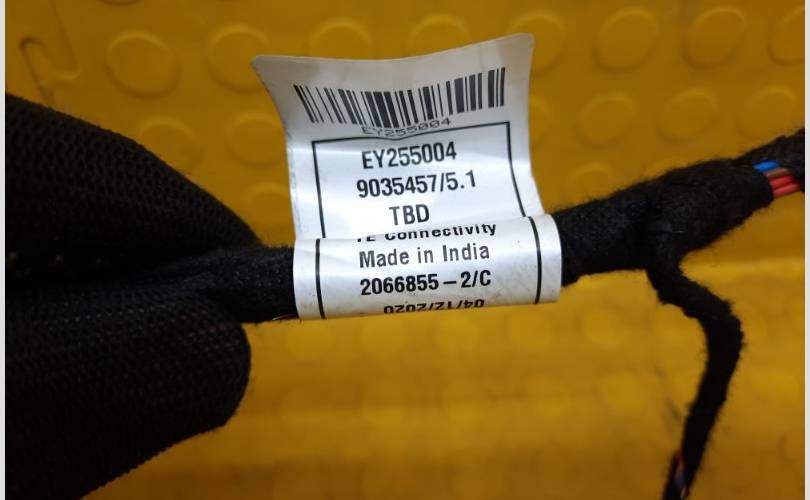 EY255004
EY255004
9035457/5.1
TBD
TE Connectivity
Made in India
2066855-2/C
04/12/2020